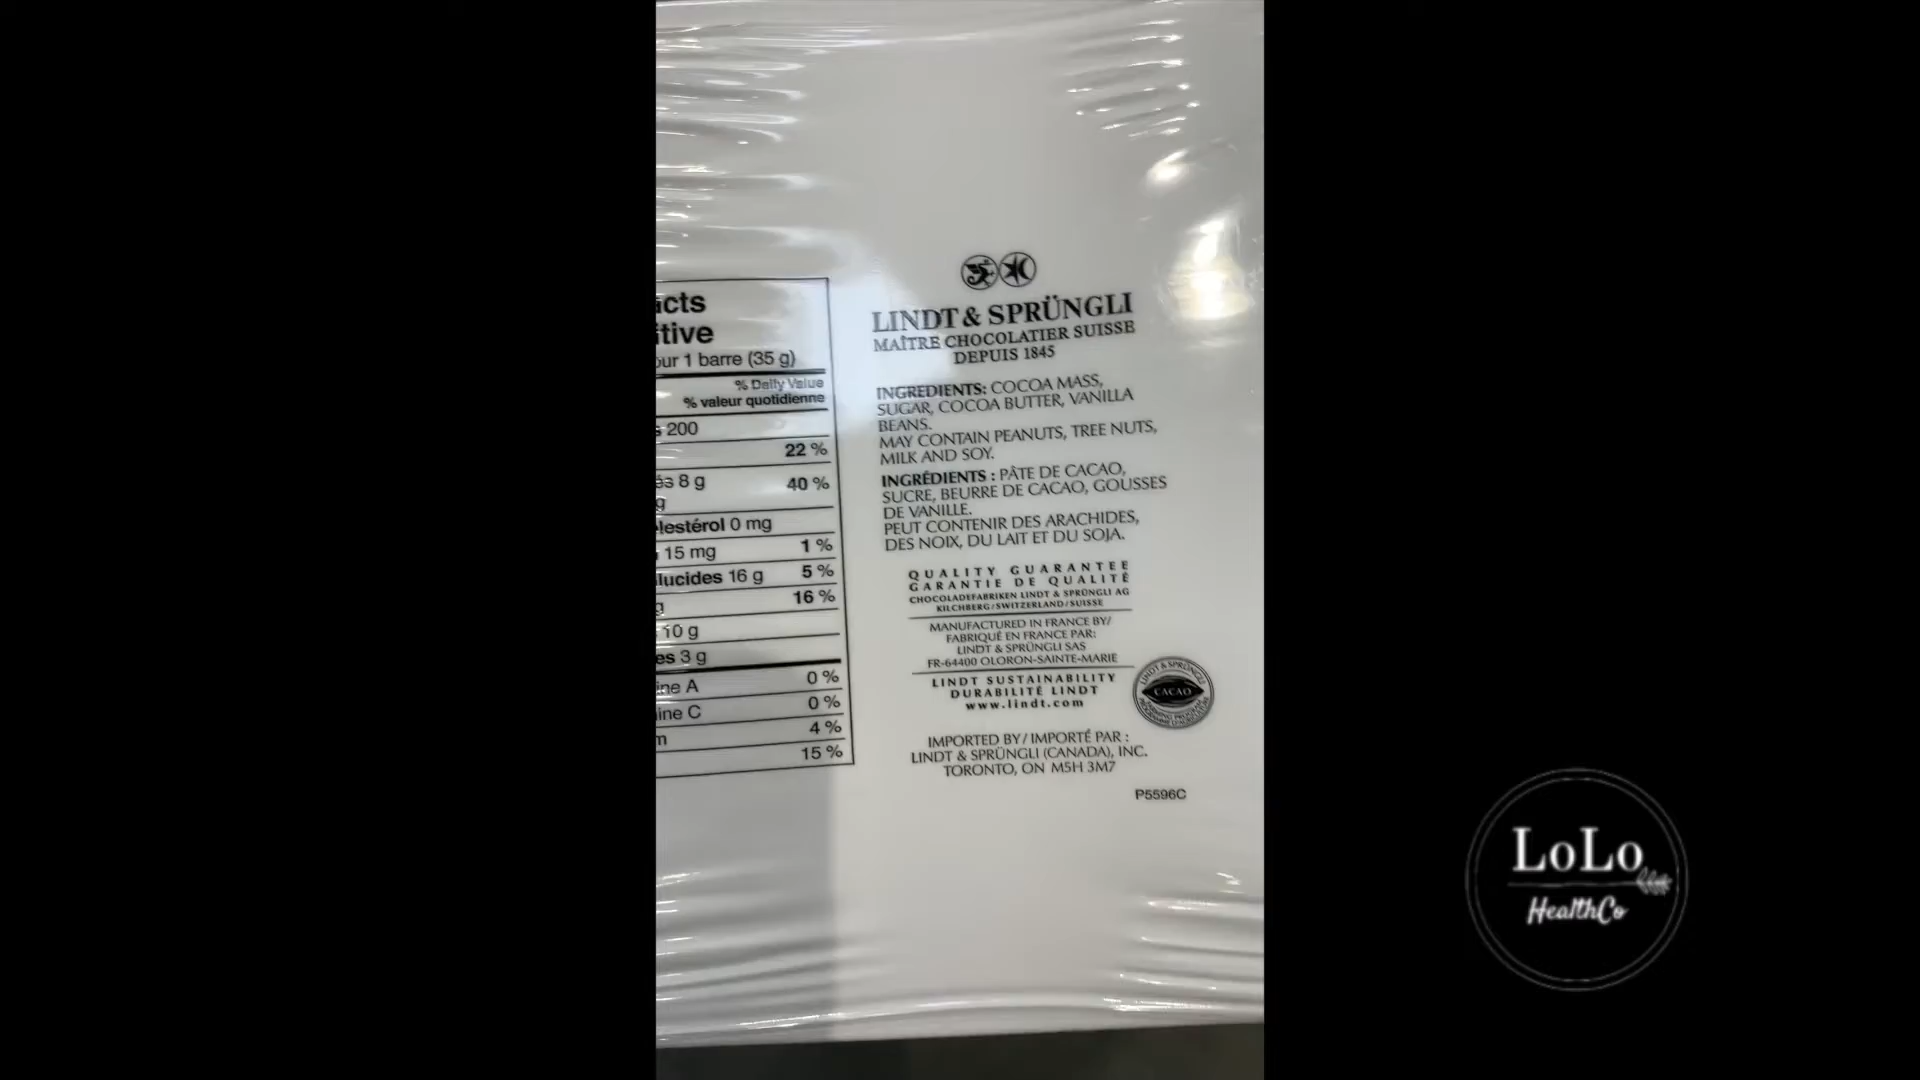 acts
itive
our 1 barre (35 g)
% Daily Value
% valeur quotidienne
200
22 %
8 g 40 %
lestérol 0 mg
15 mg 1 %
lucides 16 g 5 %
16 %
10 g
es 3 g
ine A 0 %
ine C 0 %
4 %
15 %
LINDT & SPRÜNGLI
MAÎTRE CHOCOLATIER SUISSE
DEPUIS 1845
INGREDIENTS: COCOA MASS,
SUGAR, COCOA BUTTER, VANILLA
BEANS.
MAY CONTAIN PEANUTS, TREE NUTS,
MILK AND SOY.
INGRÉDIENTS : PÂTE DE CACAO,
SUCRE, BEURRE DE CACAO, GOUSSES
DE VANILLE.
PEUT CONTENIR DES ARACHIDES,
DES NOIX, DU LAIT ET DU SOJA.
QUALITY GUARANTEE
GARANTIE DE QUALITÉ
CHOCOLADEFABRIKEN LINDT & SPRÜNGLI AG
KILCHBERG/SWITZERLAND/SUISSE
MANUFACTURED IN FRANCE BY/
FABRIQUÉ EN FRANCE PAR:
LINDT & SPRÜNGLI SAS
FR-64400 OLORON-SAINTE-MARIE
LINDT SUSTAINABILITY
DURABILITÉ LINDT
www.lindt.com
LINDT & SPRÜNGLI
CACAO
IMPORTED BY / IMPORTÉ PAR :
LINDT & SPRÜNGLI (CANADA), INC.
TORONTO, ON M5H 3M7
P5596C
LoLo
HealthCo